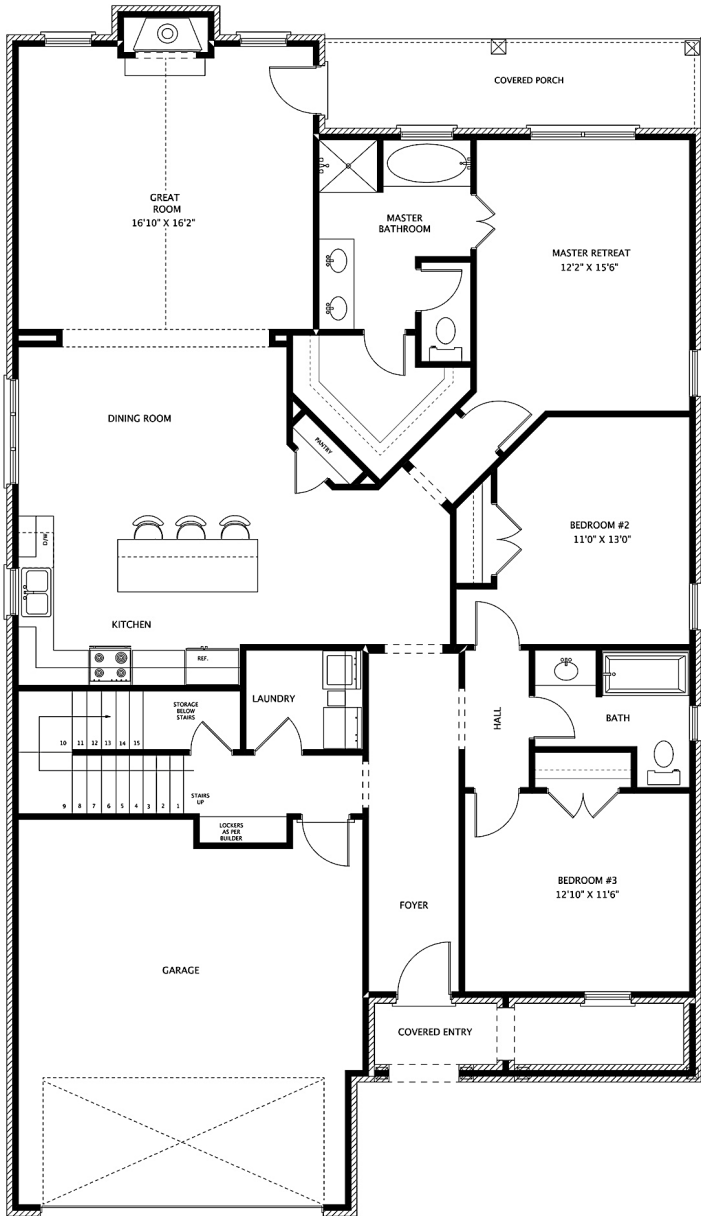 COVERED PORCH
GREAT
ROOM
16'10" X 16'2"
MASTER
BATHROOM
MASTER RETREAT
12'2" X 15'6"
DINING ROOM
PANTRY
BEDROOM #2
11'0" X 13'0"
D/W
KITCHEN
REF.
LAUNDRY
STORAGE
BELOW
STAIRS
HALL
BATH
10 11 12 13 14 15
9 8 7 6 5 4 3 2 1
STAIRS
UP
LOCKERS
AS PER
BUILDER
BEDROOM #3
12'10" X 11'6"
FOYER
GARAGE
COVERED ENTRY